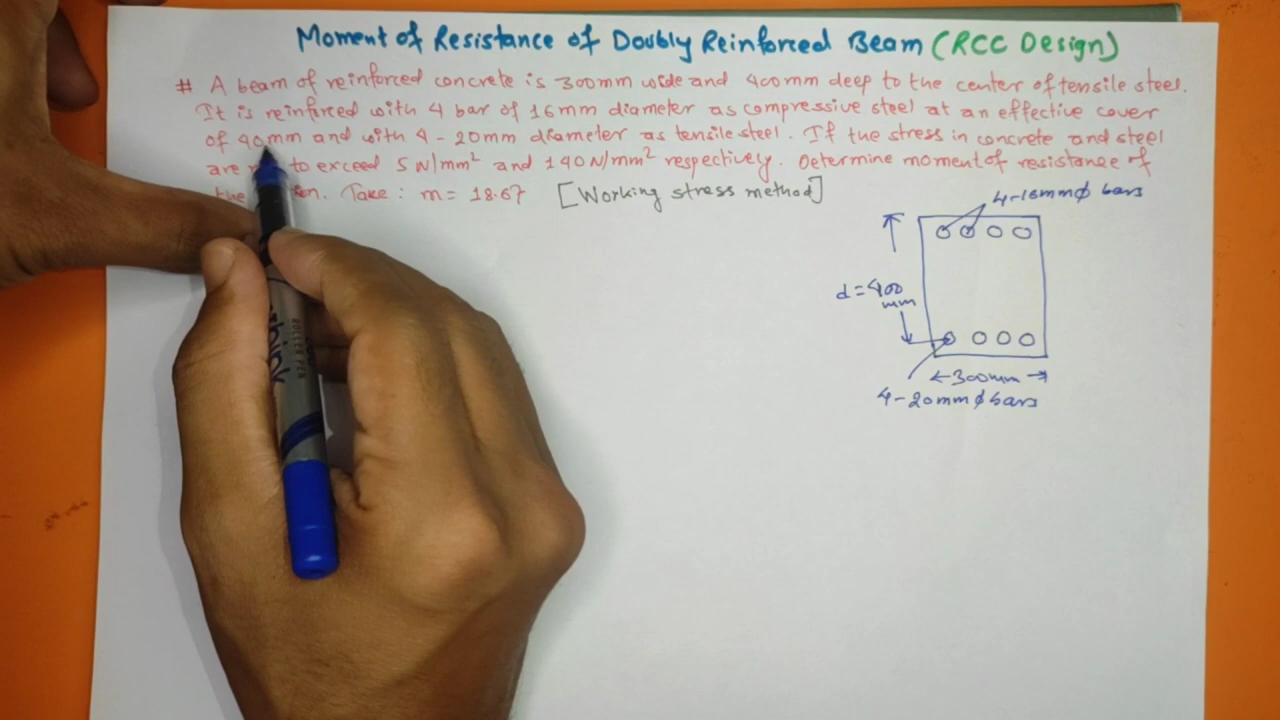 Moment of Resistance of Doubly Reinforced Beam (RCC Design)
# A beam of reinforced concrete is 300mm wide and 400mm deep to the center of tensile steel.
It is reinforced with 4 bar of 16mm diameter as compressive steel at an effective cover
of 40mm and with 4-20mm diameter as tensile steel. If the stress in concrete and steel
are to exceed 5 N/mm² and 140 N/mm² respectively. Determine moment of resistance of
the Take: m = 18.67 [Working stress method]
4-16mmϕ bars
d=400
mm
300mm
4-20mmϕ bars